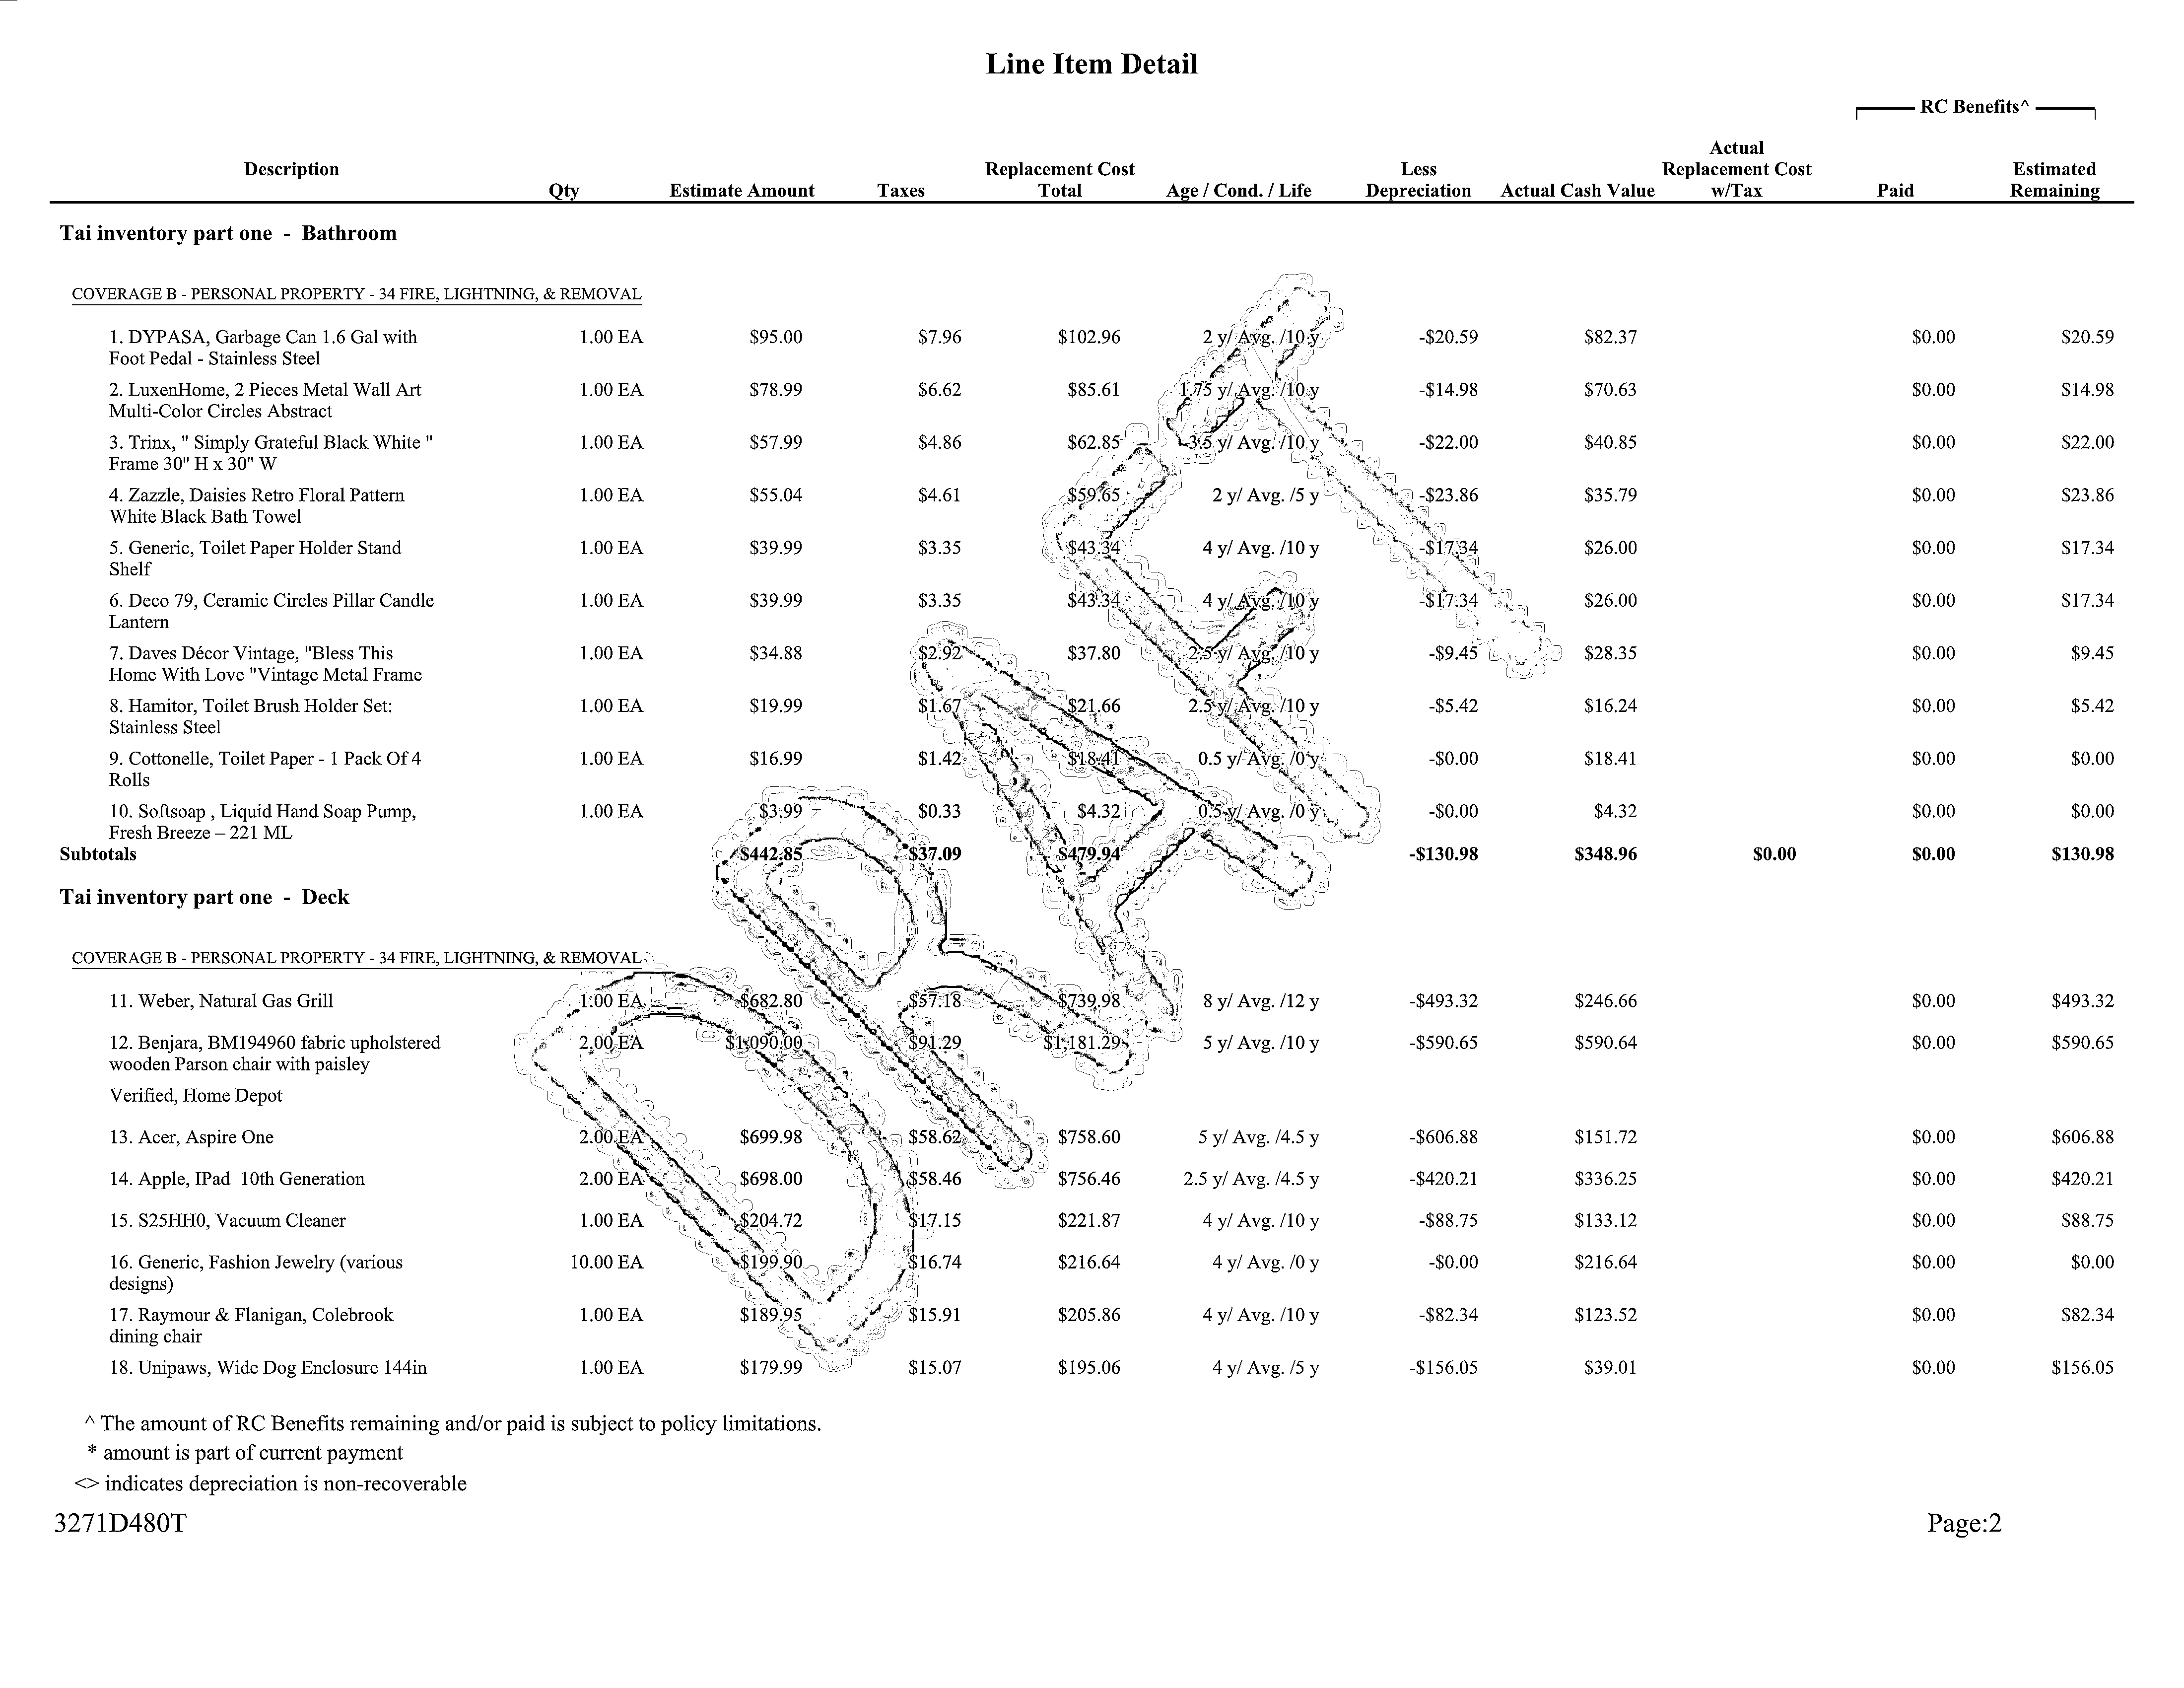 Line Item Detail
RC Benefits^
Description Qty Estimate Amount Taxes Replacement Cost Total Age / Cond. / Life Less Depreciation Actual Cash Value Actual Replacement Cost w/Tax Paid Estimated Remaining
Tai inventory part one - Bathroom
COVERAGE B - PERSONAL PROPERTY - 34 FIRE, LIGHTNING, & REMOVAL
1. DYPASA, Garbage Can 1.6 Gal with 1.00 EA $95.00 $7.96 $102.96 2 y/ Avg. /10 y -$20.59 $82.37 $0.00 $20.59
Foot Pedal - Stainless Steel
2. LuxenHome, 2 Pieces Metal Wall Art 1.00 EA $78.99 $6.62 $85.61 1.75 y/ Avg. /10 y -$14.98 $70.63 $0.00 $14.98
Multi-Color Circles Abstract
3. Trinx, " Simply Grateful Black White " 1.00 EA $57.99 $4.86 $62.85 3.5 y/ Avg. /10 y -$22.00 $40.85 $0.00 $22.00
Frame 30" H x 30" W
4. Zazzle, Daisies Retro Floral Pattern 1.00 EA $55.04 $4.61 $59.65 2 y/ Avg. /5 y -$23.86 $35.79 $0.00 $23.86
White Black Bath Towel
5. Generic, Toilet Paper Holder Stand 1.00 EA $39.99 $3.35 $43.34 4 y/ Avg. /10 y -$17.34 $26.00 $0.00 $17.34
Shelf
6. Deco 79, Ceramic Circles Pillar Candle 1.00 EA $39.99 $3.35 $43.34 4 y/ Avg. /10 y -$17.34 $26.00 $0.00 $17.34
Lantern
7. Daves Décor Vintage, "Bless This 1.00 EA $34.88 $2.92 $37.80 2.5 y/ Avg. /10 y -$9.45 $28.35 $0.00 $9.45
Home With Love "Vintage Metal Frame
8. Hamitor, Toilet Brush Holder Set: 1.00 EA $19.99 $1.67 $21.66 2.5 y/ Avg. /10 y -$5.42 $16.24 $0.00 $5.42
Stainless Steel
9. Cottonelle, Toilet Paper - 1 Pack Of 4 1.00 EA $16.99 $1.42 $18.41 0.5 y/ Avg. /0 y -$0.00 $18.41 $0.00 $0.00
Rolls
10. Softsoap , Liquid Hand Soap Pump, 1.00 EA $3.99 $0.33 $4.32 0.5 y/ Avg. /0 y -$0.00 $4.32 $0.00 $0.00
Fresh Breeze – 221 ML
Subtotals $442.85 $37.09 $479.94 -$130.98 $348.96 $0.00 $0.00 $130.98
Tai inventory part one - Deck
COVERAGE B - PERSONAL PROPERTY - 34 FIRE, LIGHTNING, & REMOVAL
11. Weber, Natural Gas Grill 1.00 EA $682.80 $57.18 $739.98 8 y/ Avg. /12 y -$493.32 $246.66 $0.00 $493.32
12. Benjara, BM194960 fabric upholstered 2.00 EA $1,090.00 $91.29 $1,181.29 5 y/ Avg. /10 y -$590.65 $590.64 $0.00 $590.65
wooden Parson chair with paisley
Verified, Home Depot
13. Acer, Aspire One 2.00 EA $699.98 $58.62 $758.60 5 y/ Avg. /4.5 y -$606.88 $151.72 $0.00 $606.88
14. Apple, IPad 10th Generation 2.00 EA $698.00 $58.46 $756.46 2.5 y/ Avg. /4.5 y -$420.21 $336.25 $0.00 $420.21
15. S25HH0, Vacuum Cleaner 1.00 EA $204.72 $17.15 $221.87 4 y/ Avg. /10 y -$88.75 $133.12 $0.00 $88.75
16. Generic, Fashion Jewelry (various 10.00 EA $199.90 $16.74 $216.64 4 y/ Avg. /0 y -$0.00 $216.64 $0.00 $0.00
designs)
17. Raymour & Flanigan, Colebrook 1.00 EA $189.95 $15.91 $205.86 4 y/ Avg. /10 y -$82.34 $123.52 $0.00 $82.34
dining chair
18. Unipaws, Wide Dog Enclosure 144in 1.00 EA $179.99 $15.07 $195.06 4 y/ Avg. /5 y -$156.05 $39.01 $0.00 $156.05
DRAFT
^ The amount of RC Benefits remaining and/or paid is subject to policy limitations.
* amount is part of current payment
<> indicates depreciation is non-recoverable
3271D480T Page:2